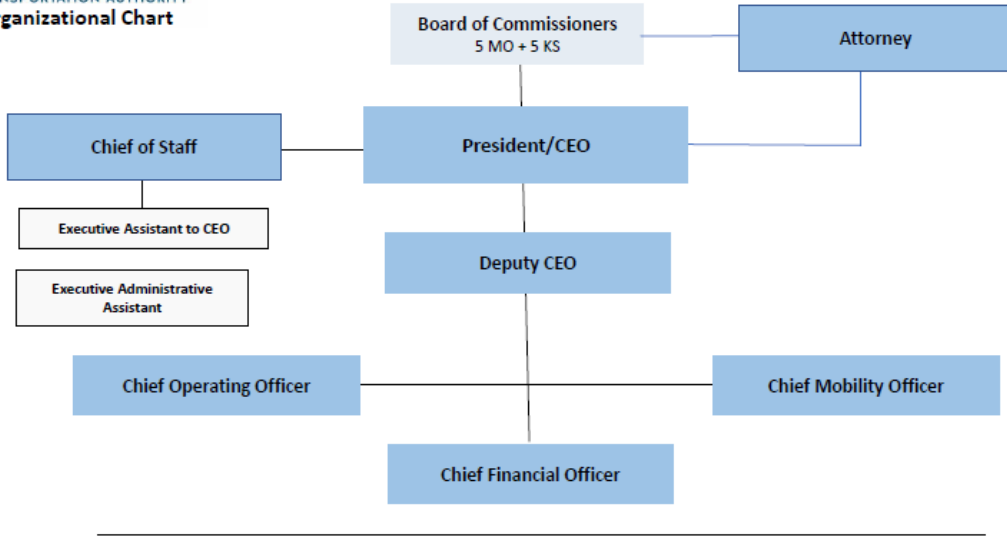 Organizational Chart
Board of Commissioners
5 MO + 5 KS
Attorney
Chief of Staff
President/CEO
Executive Assistant to CEO
Deputy CEO
Executive Administrative
Assistant
Chief Operating Officer
Chief Mobility Officer
Chief Financial Officer